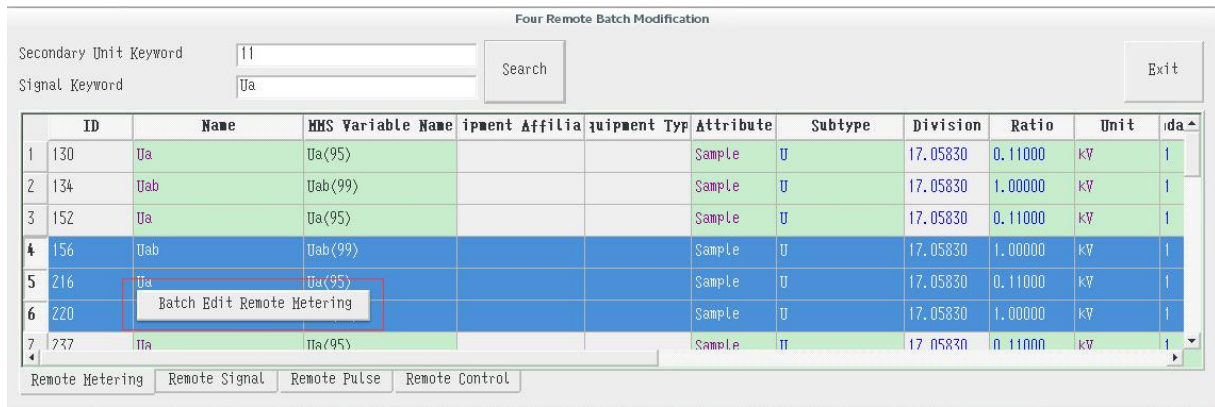 Four Remote Batch Modification
Secondary Unit Keyword 11
Search
Exit
Signal Keyword Ua
ID Name MMS Variable Name ipment Affilia quipment Typ Attribute Subtype Division Ratio Unit da
1 130 Ua Ua(95) Sample U 17.05830 0.11000 kV 1
2 134 Uab Uab(99) Sample U 17.05830 1.00000 kV 1
3 152 Ua Ua(95) Sample U 17.05830 0.11000 kV 1
4 156 Uab Uab(99) Sample U 17.05830 1.00000 kV 1
5 216 Ua Ua(95) Sample U 17.05830 0.11000 kV 1
Batch Edit Remote Metering
6 220 Sample U 17.05830 1.00000 kV 1
7 237 Ua Ua(95) Sample U 17.05830 0.11000 kV 1
Remote Metering Remote Signal Remote Pulse Remote Control